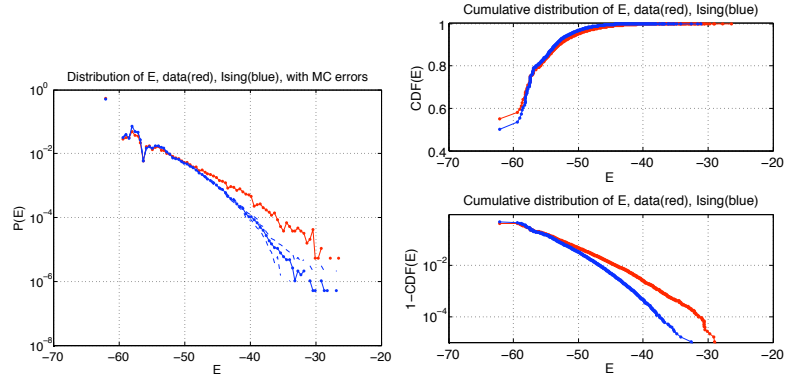 Distribution of E, data(red), Ising(blue), with MC errors
10^0
10^−2
10^−4
10^−6
10^−8
P(E)
−70 −60 −50 −40 −30 −20
E
Cumulative distribution of E, data(red), Ising(blue)
1
0.8
0.6
0.4
CDF(E)
−70 −60 −50 −40 −30 −20
E
Cumulative distribution of E, data(red), Ising(blue)
10^−2
10^−4
1−CDF(E)
−70 −60 −50 −40 −30 −20
E